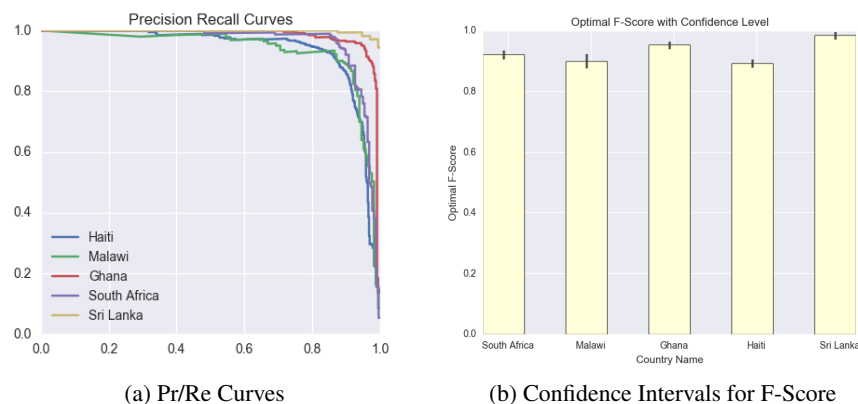 Precision Recall Curves
1.0
0.8
0.6
0.4
0.2
0.0
Haiti
Malawi
Ghana
South Africa
Sri Lanka
0.0 0.2 0.4 0.6 0.8 1.0
(a) Pr/Re Curves
Optimal F-Score with Confidence Level
1.0
0.8
0.6
0.4
0.2
0.0
Optimal F-Score
South Africa Malawi Ghana Haiti Sri Lanka
Country Name
(b) Confidence Intervals for F-Score